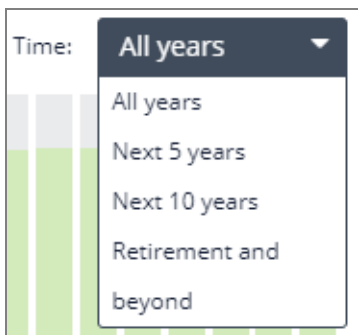 Time: All years
All years
Next 5 years
Next 10 years
Retirement and
beyond